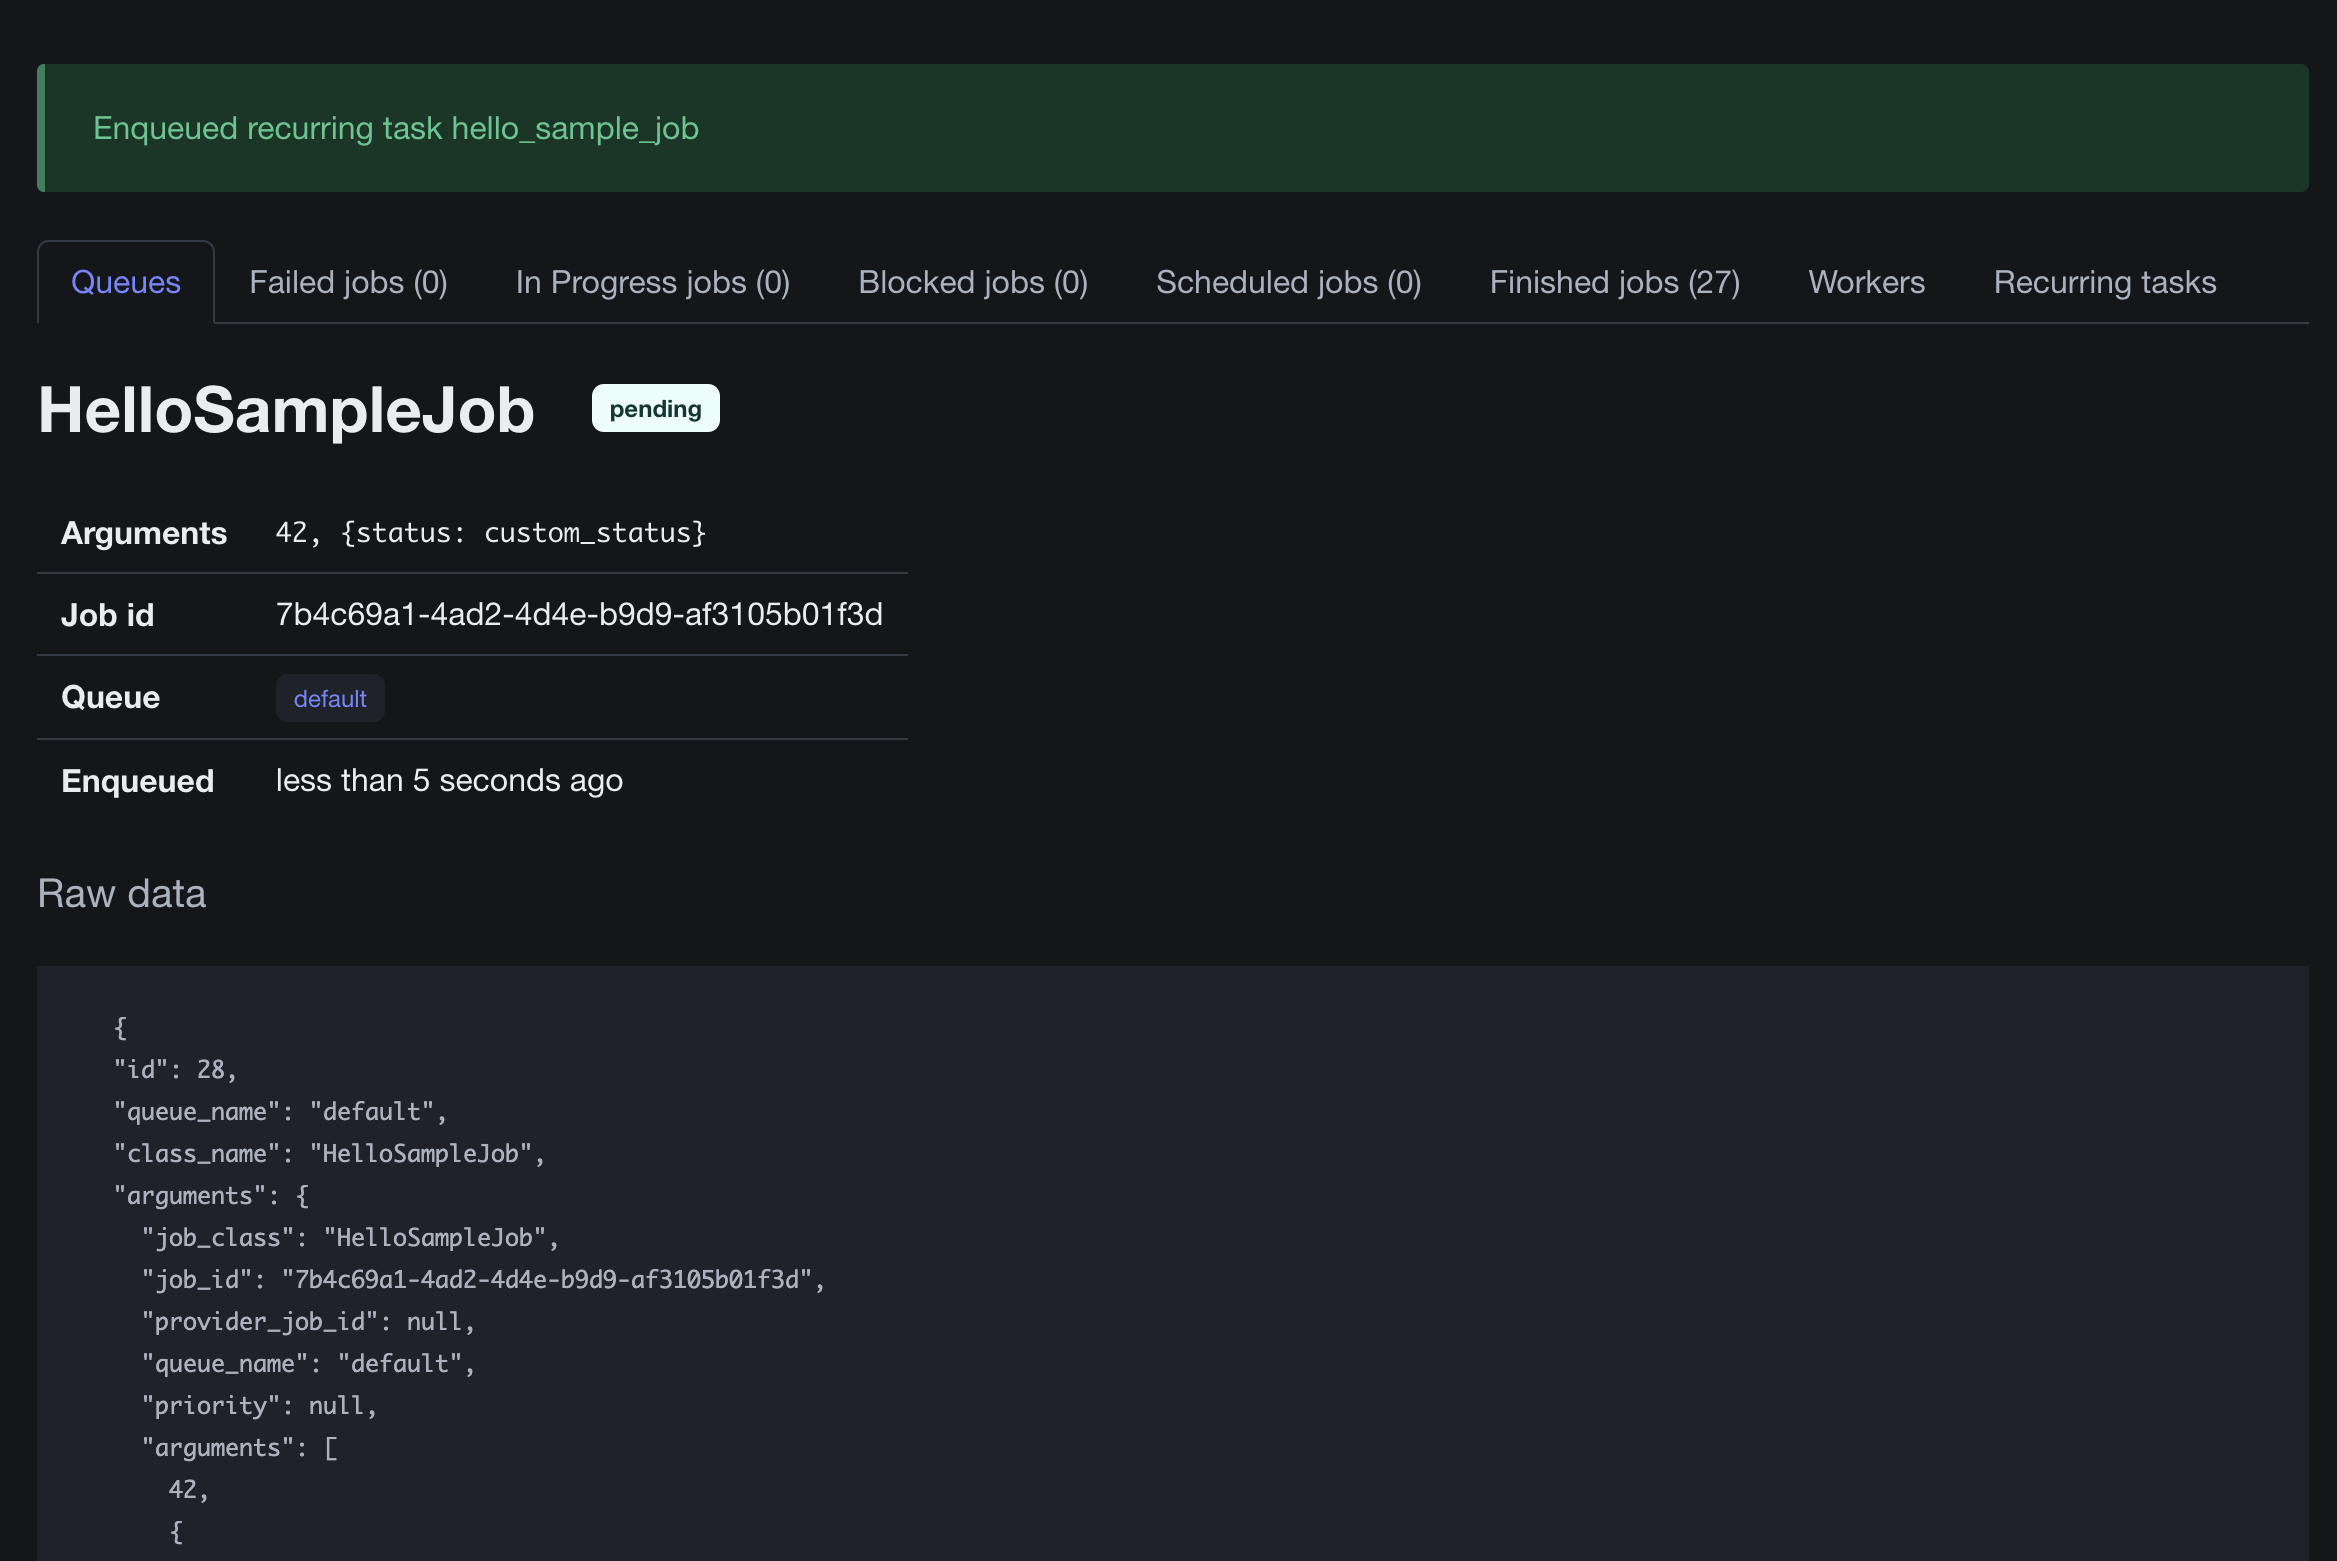 Enqueued recurring task hello_sample_job
Queues Failed jobs (0) In Progress jobs (0) Blocked jobs (0) Scheduled jobs (0) Finished jobs (27) Workers Recurring tasks
HelloSampleJob pending
Arguments 42, {status: custom_status}
Job id 7b4c69a1-4ad2-4d4e-b9d9-af3105b01f3d
Queue default
Enqueued less than 5 seconds ago
Raw data
{
"id": 28,
"queue_name": "default",
"class_name": "HelloSampleJob",
"arguments": {
"job_class": "HelloSampleJob",
"job_id": "7b4c69a1-4ad2-4d4e-b9d9-af3105b01f3d",
"provider_job_id": null,
"queue_name": "default",
"priority": null,
"arguments": [
42,
{